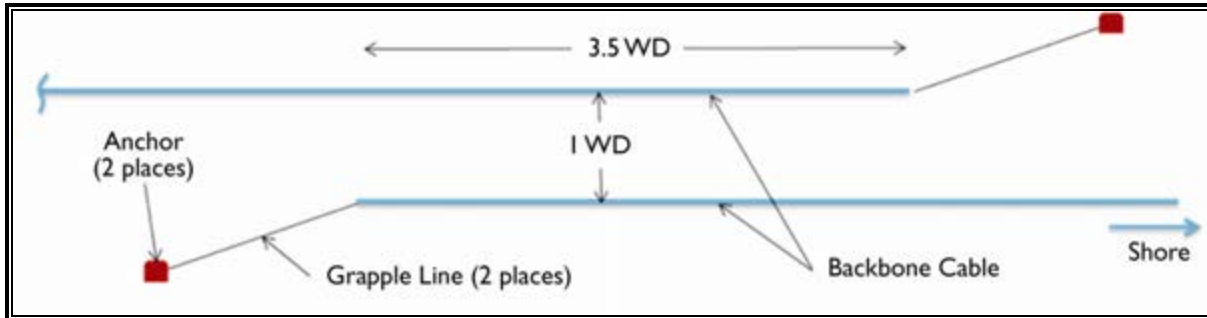 3.5 WD
1 WD
Anchor
(2 places)
Grapple Line (2 places)
Backbone Cable
Shore